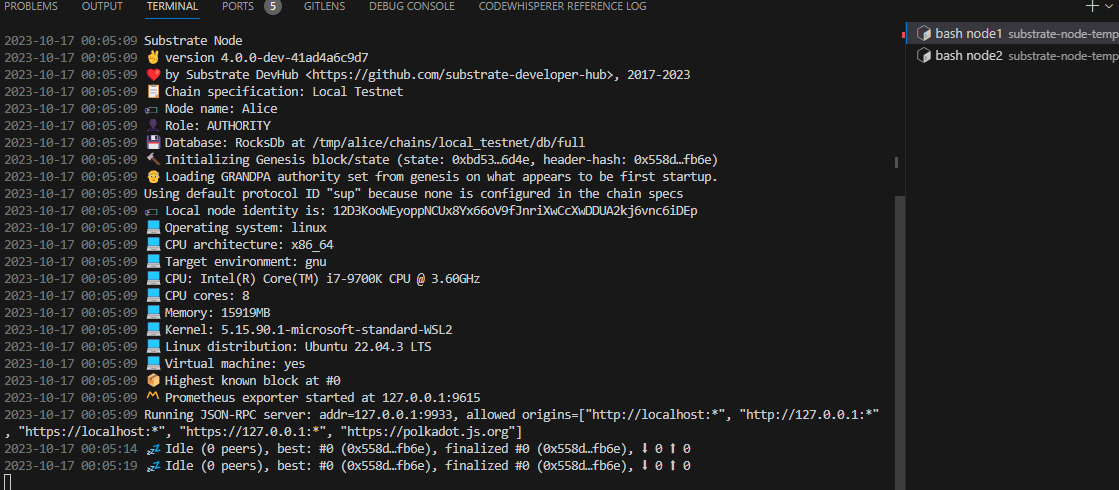 PROBLEMS OUTPUT TERMINAL PORTS 5 GITLENS DEBUG CONSOLE CODEWHISPERER REFERENCE LOG
bash node1 substrate-node-temp
bash node2 substrate-node-temp
2023-10-17 00:05:09 Substrate Node
2023-10-17 00:05:09 ✌️ version 4.0.0-dev-41ad4a6c9d7
2023-10-17 00:05:09 ❤️ by Substrate DevHub <https://github.com/substrate-developer-hub>, 2017-2023
2023-10-17 00:05:09 📋 Chain specification: Local Testnet
2023-10-17 00:05:09 🏷 Node name: Alice
2023-10-17 00:05:09 👤 Role: AUTHORITY
2023-10-17 00:05:09 💾 Database: RocksDb at /tmp/alice/chains/local_testnet/db/full
2023-10-17 00:05:09 🔨 Initializing Genesis block/state (state: 0xbd53…6d4e, header-hash: 0x558d…fb6e)
2023-10-17 00:05:09 👴 Loading GRANDPA authority set from genesis on what appears to be first startup.
2023-10-17 00:05:09 Using default protocol ID "sup" because none is configured in the chain specs
2023-10-17 00:05:09 🏷 Local node identity is: 12D3KooWEyoppNCUx8Yx66oV9fJnriXwCcXwDDUA2kj6vnc6iDEp
2023-10-17 00:05:09 💻 Operating system: linux
2023-10-17 00:05:09 💻 CPU architecture: x86_64
2023-10-17 00:05:09 💻 Target environment: gnu
2023-10-17 00:05:09 💻 CPU: Intel(R) Core(TM) i7-9700K CPU @ 3.60GHz
2023-10-17 00:05:09 💻 CPU cores: 8
2023-10-17 00:05:09 💻 Memory: 15919MB
2023-10-17 00:05:09 💻 Kernel: 5.15.90.1-microsoft-standard-WSL2
2023-10-17 00:05:09 💻 Linux distribution: Ubuntu 22.04.3 LTS
2023-10-17 00:05:09 💻 Virtual machine: yes
2023-10-17 00:05:09 📦 Highest known block at #0
2023-10-17 00:05:09 〽️ Prometheus exporter started at 127.0.0.1:9615
2023-10-17 00:05:09 Running JSON-RPC server: addr=127.0.0.1:9933, allowed origins=["http://localhost:*", "http://127.0.0.1:*"
, "https://localhost:*", "https://127.0.0.1:*", "https://polkadot.js.org"]
2023-10-17 00:05:14 💤 Idle (0 peers), best: #0 (0x558d…fb6e), finalized #0 (0x558d…fb6e), ⬇ 0 ⬆ 0
2023-10-17 00:05:19 💤 Idle (0 peers), best: #0 (0x558d…fb6e), finalized #0 (0x558d…fb6e), ⬇ 0 ⬆ 0